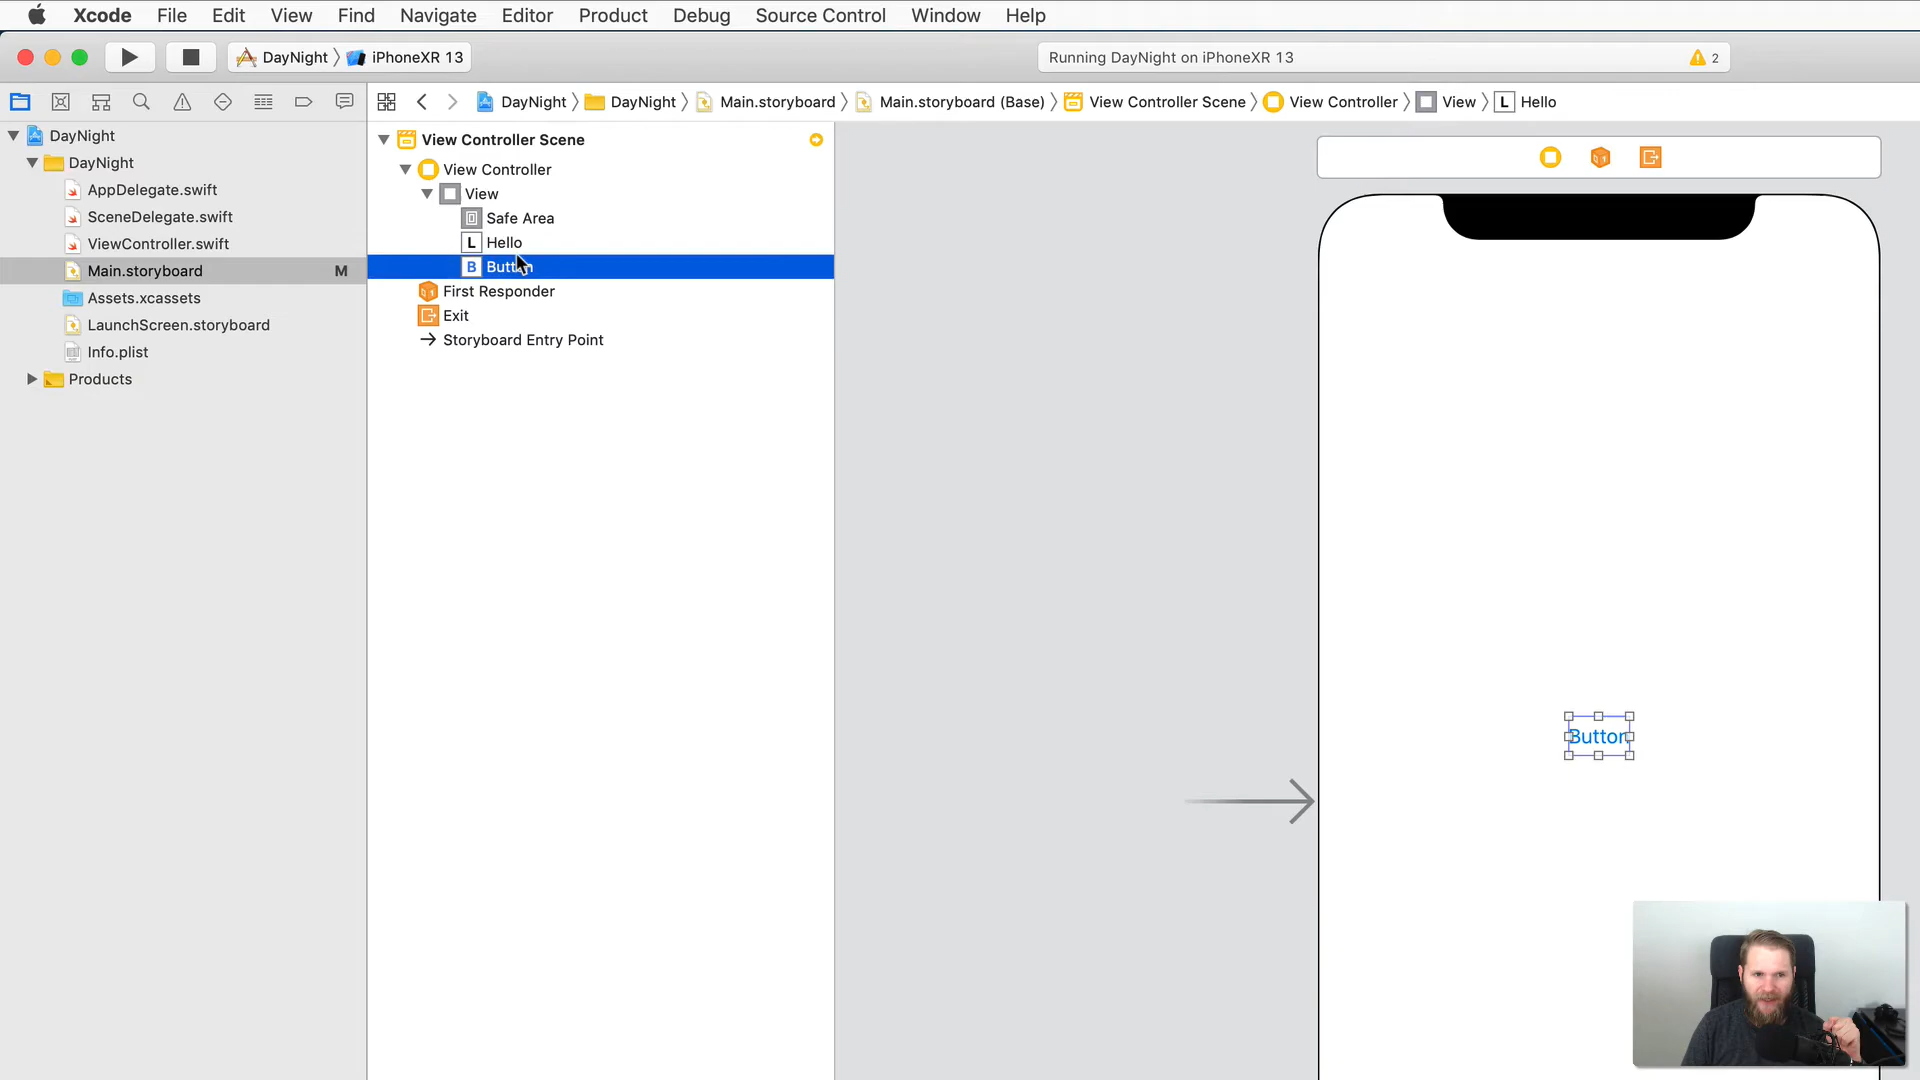 Xcode File Edit View Find Navigate Editor Product Debug Source Control Window Help
DayNight iPhoneXR 13
Running DayNight on iPhoneXR 13
2
DayNight DayNight Main.storyboard Main.storyboard (Base) View Controller Scene View Controller View L Hello
DayNight
DayNight
AppDelegate.swift
SceneDelegate.swift
ViewController.swift
Main.storyboard M
Assets.xcassets
LaunchScreen.storyboard
Info.plist
Products
View Controller Scene
View Controller
View
Safe Area
L Hello
B Button
First Responder
Exit
Storyboard Entry Point
Button